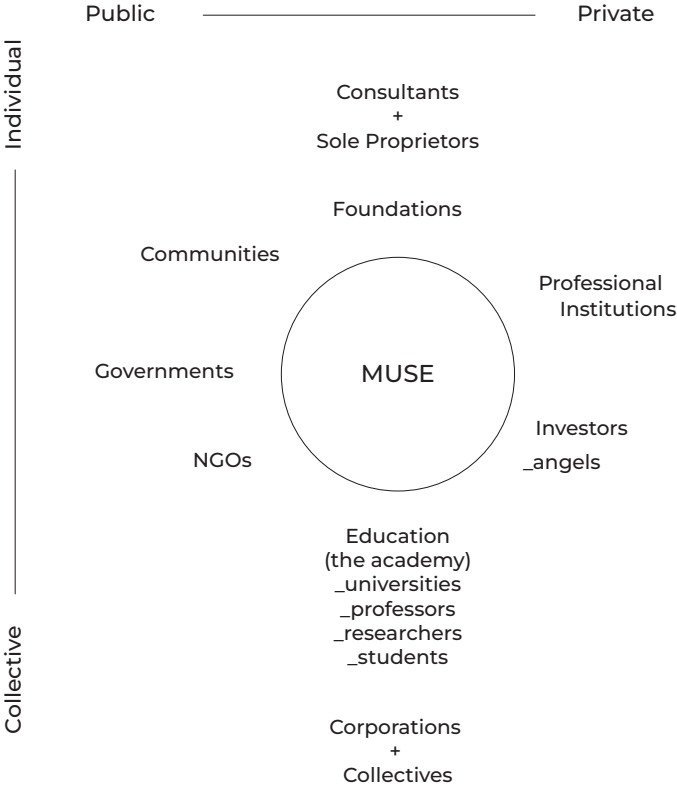 Public
Private
Individual
Consultants
+
Sole Proprietors
Foundations
Communities
Professional
Institutions
Governments
MUSE
Investors
_angels
NGOs
Education
(the academy)
_universities
_professors
_researchers
_students
Collective
Corporations
+
Collectives